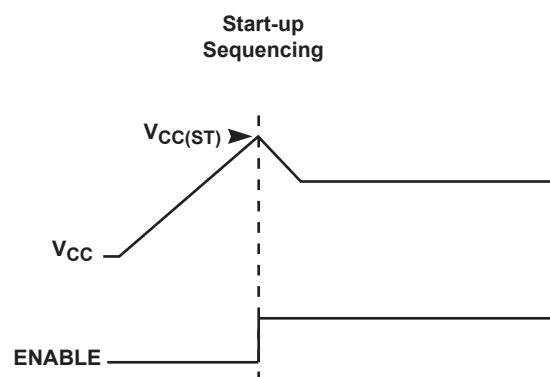 Start-up
Sequencing
VCC(ST)
VCC
ENABLE